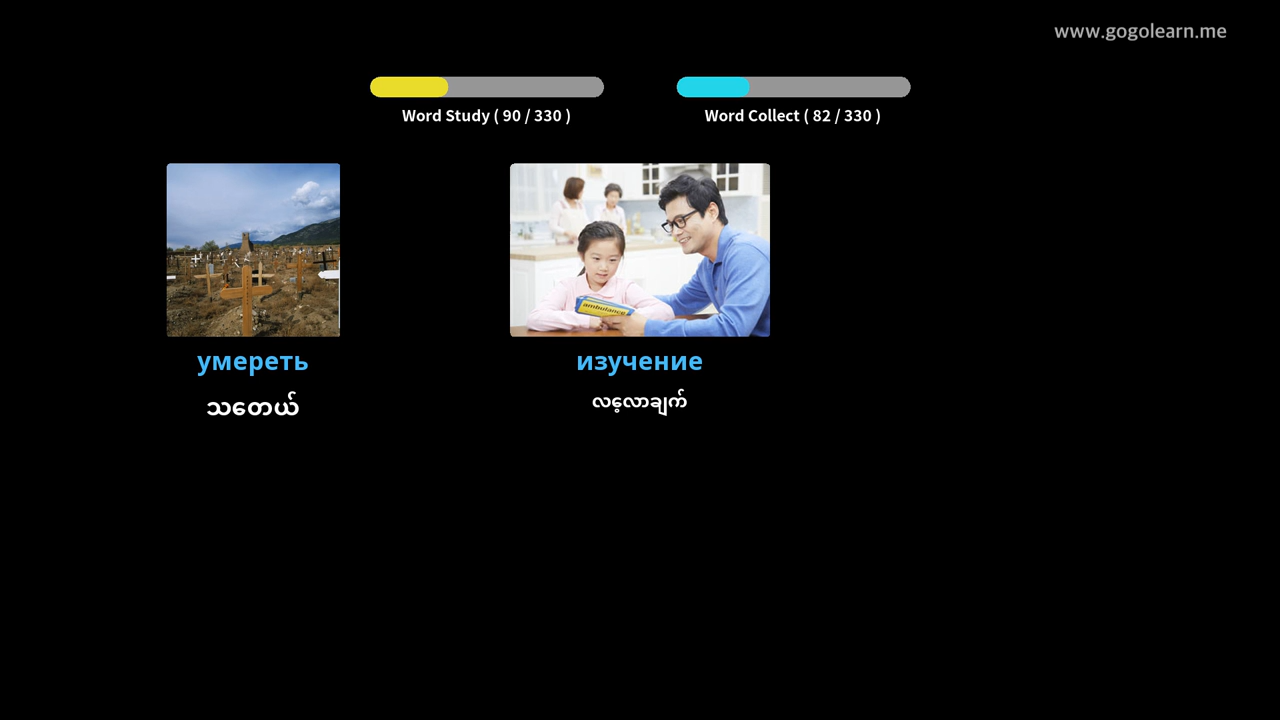 www.gogolearn.me
Word Study ( 90 / 330 )
Word Collect ( 82 / 330 )
ambulance
умереть
изучение
သတေယ်
လ့လောချက်